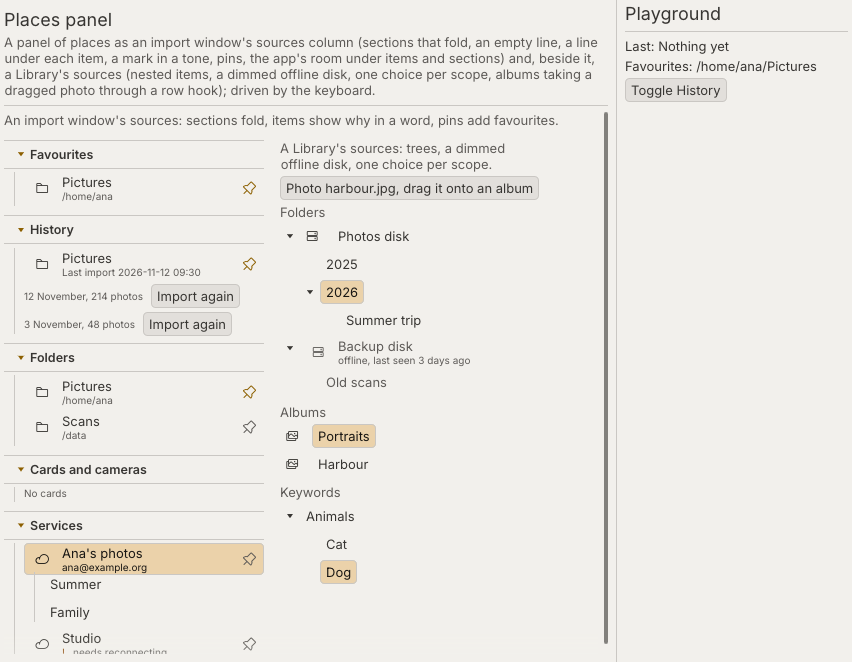 Places panel
A panel of places as an import window's sources column (sections that fold, an empty line, a line
under each item, a mark in a tone, pins, the app's room under items and sections) and, beside it,
a Library's sources (nested items, a dimmed offline disk, one choice per scope, albums taking a
dragged photo through a row hook); driven by the keyboard.
An import window's sources: sections fold, items show why in a word, pins add favourites.
Favourites
Pictures
/home/ana
History
Pictures
Last import 2026-11-12 09:30
12 November, 214 photos
Import again
3 November, 48 photos
Import again
Folders
Pictures
/home/ana
Scans
/data
Cards and cameras
No cards
Services
Ana's photos
ana@example.org
Summer
Family
Studio
needs reconnecting
A Library's sources: trees, a dimmed
offline disk, one choice per scope.
Photo harbour.jpg, drag it onto an album
Folders
Photos disk
2025
2026
Summer trip
Backup disk
offline, last seen 3 days ago
Old scans
Albums
Portraits
Harbour
Keywords
Animals
Cat
Dog
Playground
Last: Nothing yet
Favourites: /home/ana/Pictures
Toggle History